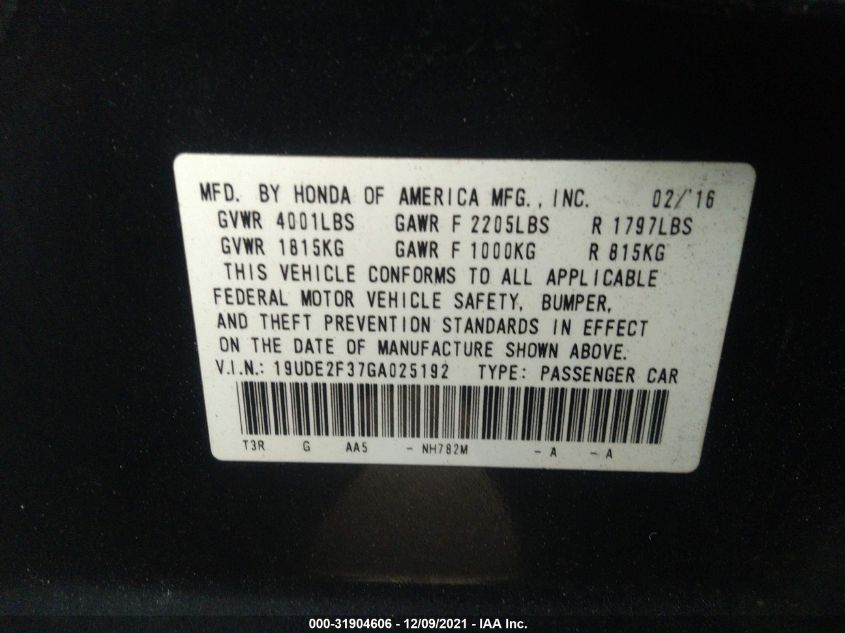 MFD. BY HONDA OF AMERICA MFG., INC. 02/'16
GVWR 4001LBS GAWR F 2205LBS R 1797LBS
GVWR 1815KG GAWR F 1000KG R 815KG
THIS VEHICLE CONFORMS TO ALL APPLICABLE
FEDERAL MOTOR VEHICLE SAFETY, BUMPER,
AND THEFT PREVENTION STANDARDS IN EFFECT
ON THE DATE OF MANUFACTURE SHOWN ABOVE.
V.I.N.: 19UDE2F37GA025192 TYPE: PASSENGER CAR
T3R G AA5 - NH782M - A - A
000-31904606 - 12/09/2021 - IAA Inc.